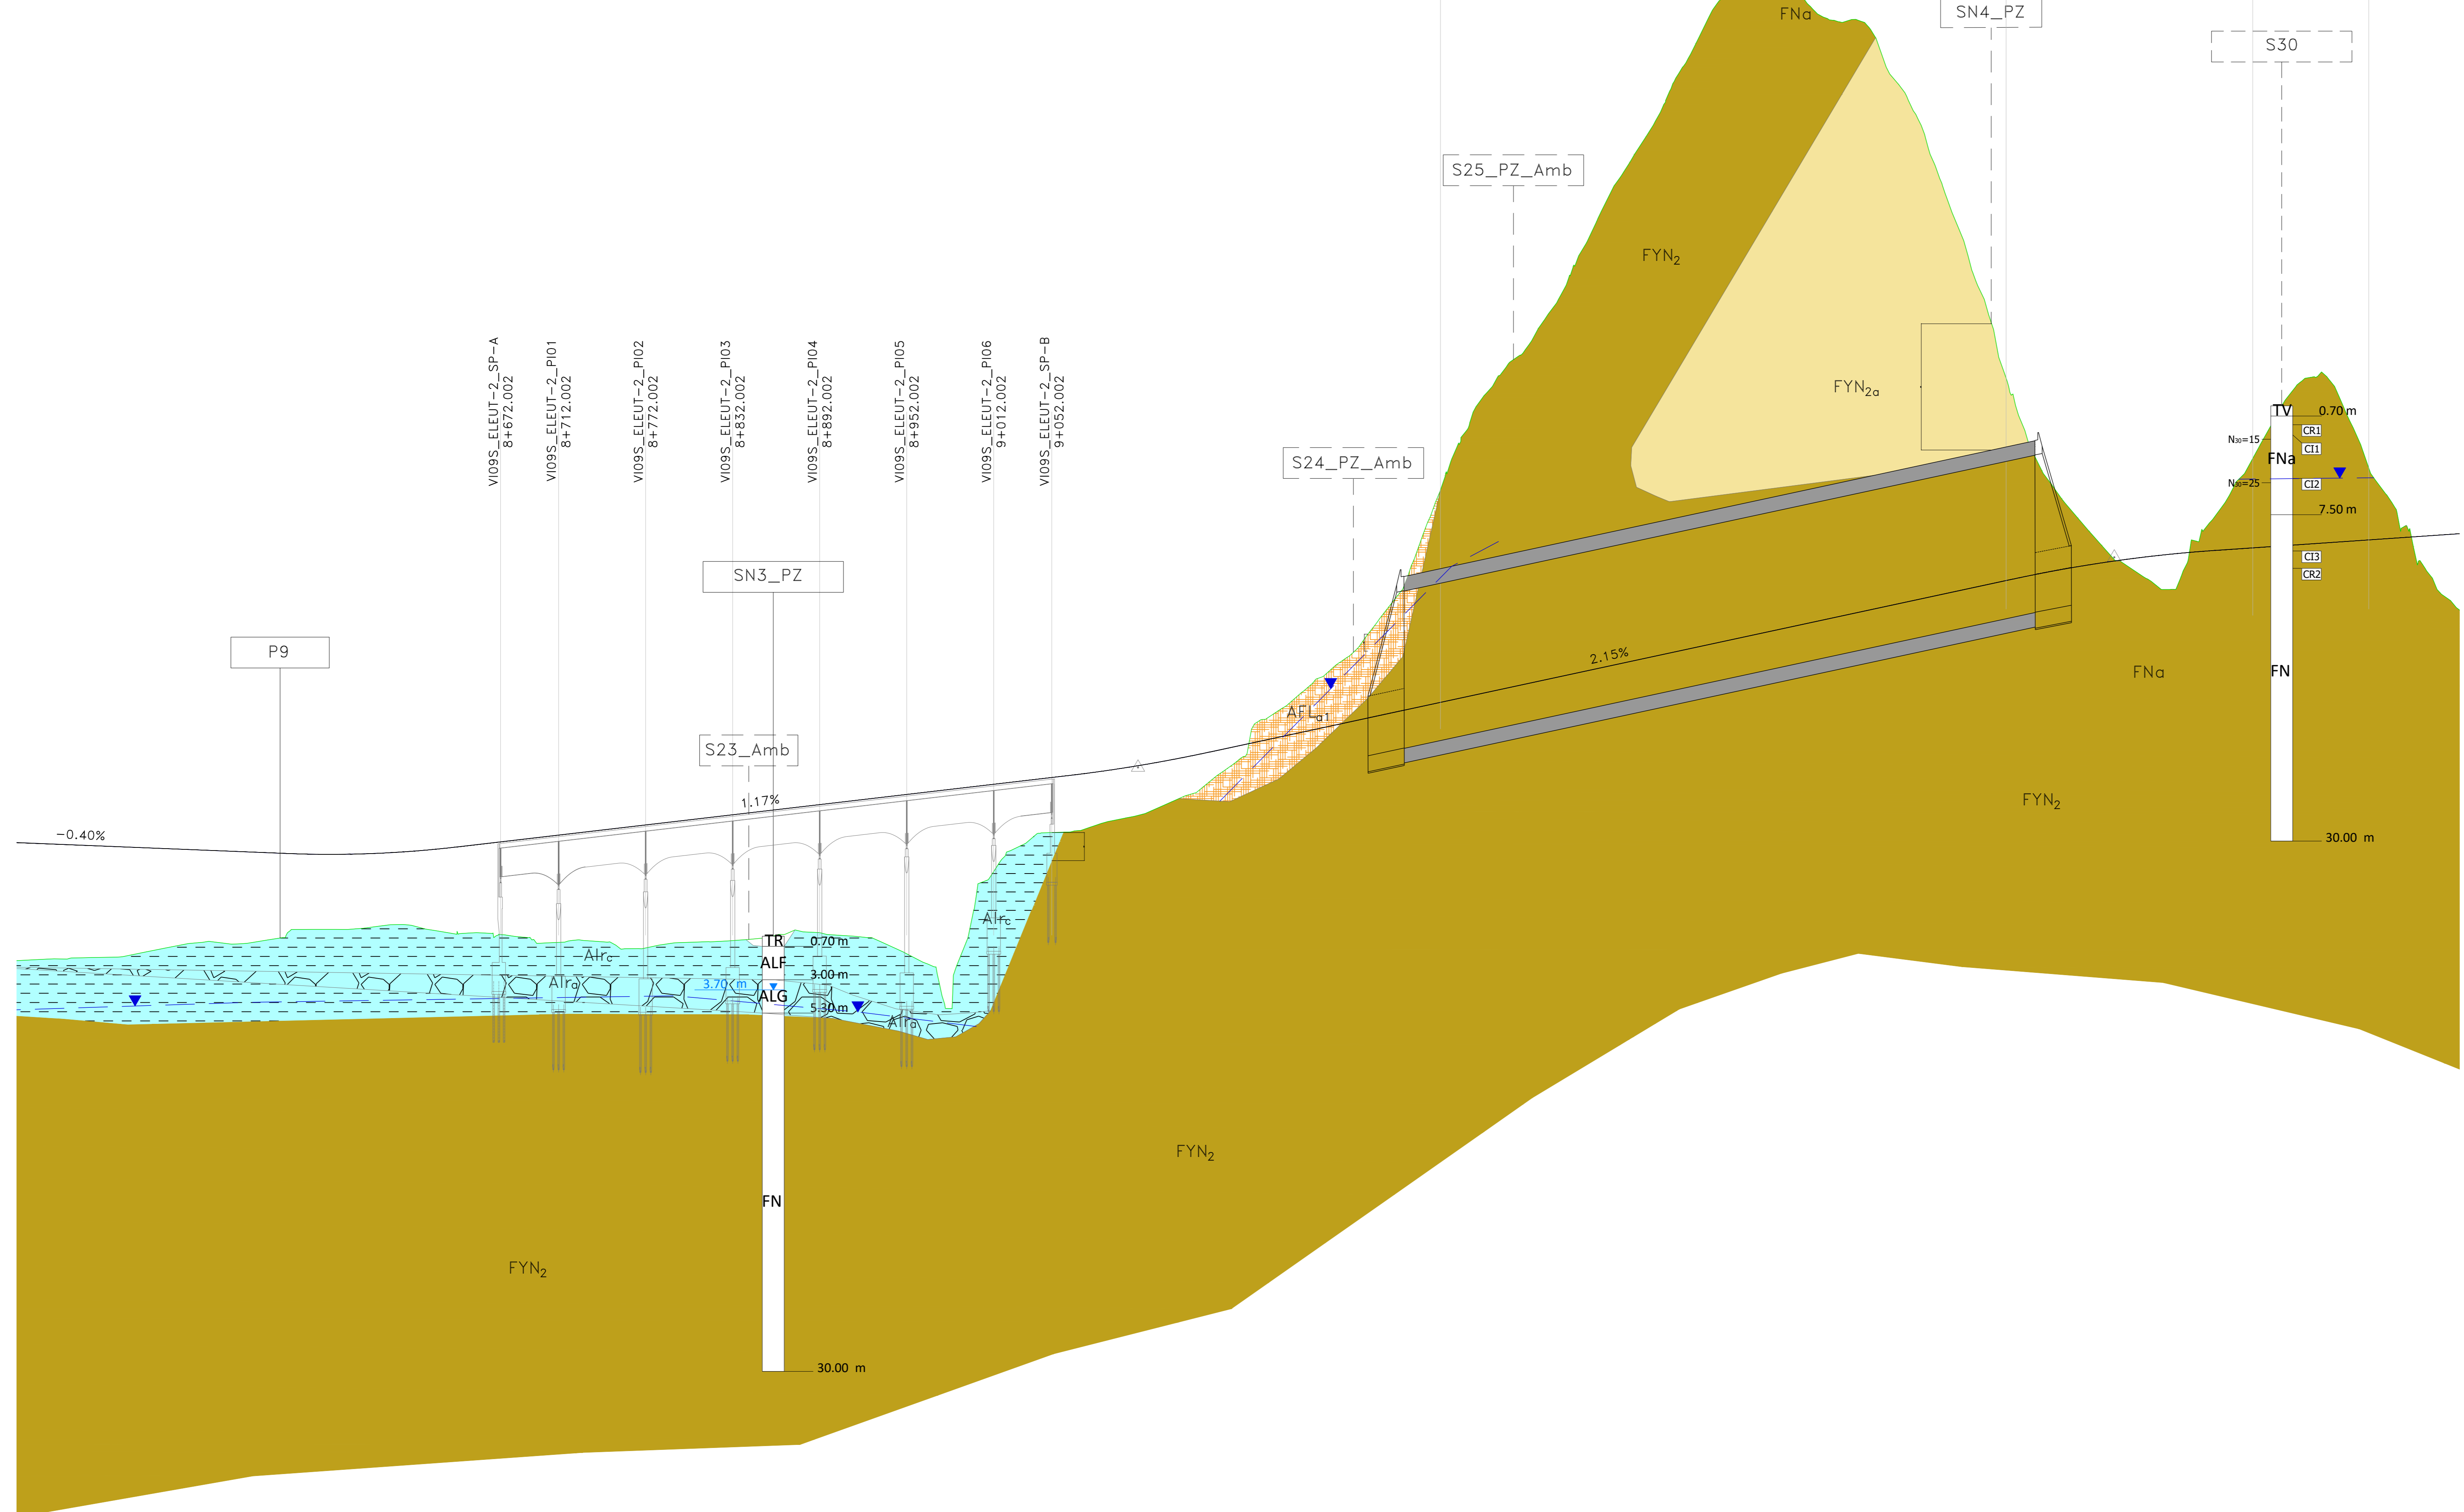 FNa
SN4_PZ
S30
S25_PZ_Amb
FYN2
VI09S_ELEUT-2_SP-A
8+672.002
VI09S_ELEUT-2_PI01
8+712.002
VI09S_ELEUT-2_PI02
8+772.002
VI09S_ELEUT-2_PI03
8+832.002
VI09S_ELEUT-2_PI04
8+892.002
VI09S_ELEUT-2_PI05
8+952.002
VI09S_ELEUT-2_PI06
9+012.002
VI09S_ELEUT-2_SP-B
9+052.002
FYN2a
TV
0.70 m
CR1
N30=15
CI1
FNa
S24_PZ_Amb
N30=25
CI2
7.50 m
CI3
CR2
SN3_PZ
P9
2.15%
FNa
FN
AFLa1
S23_Amb
1.17%
FYN2
-0.40%
30.00 m
AIrc
TR
0.70 m
AIrc
ALF
3.00 m
AIra
3.70 m
ALG
5.30 m
AIra
FYN2
FN
FYN2
30.00 m